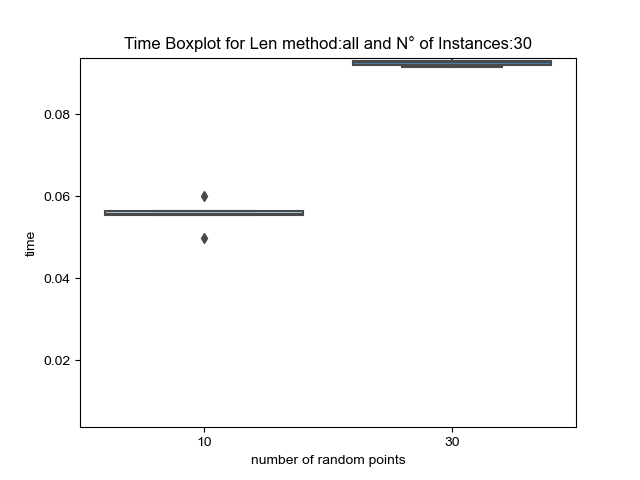 Time Boxplot for Len method:all and N° of Instances:30
0.08
0.06
0.04
0.02
time
10
30
number of random points